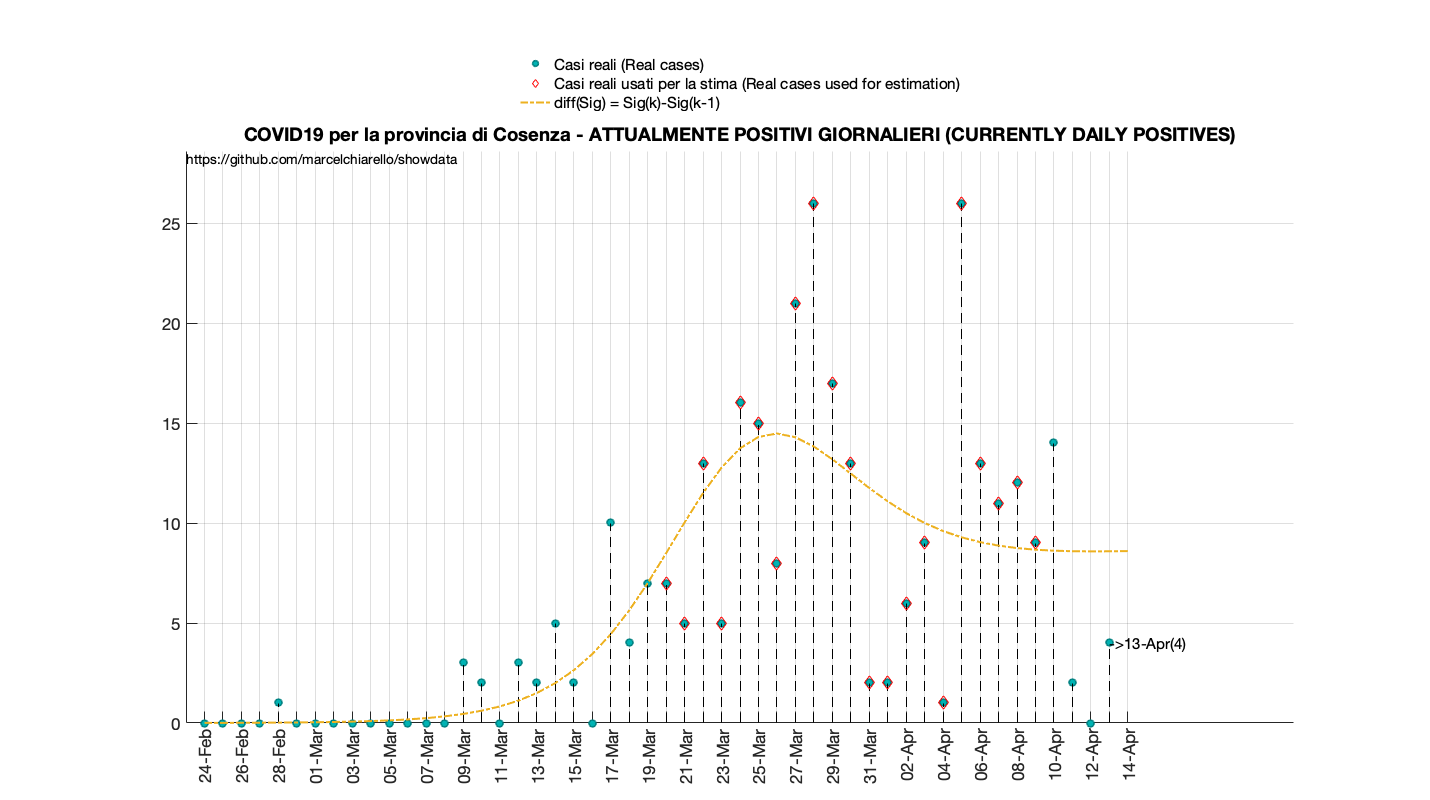 Casi reali (Real cases)
Casi reali usati per la stima (Real cases used for estimation)
diff(Sig) = Sig(k)-Sig(k-1)
COVID19 per la provincia di Cosenza - ATTUALMENTE POSITIVI GIORNALIERI (CURRENTLY DAILY POSITIVES)
https://github.com/marcelchiarello/showdata
25
20
15
10
5
0
->13-Apr(4)
24-Feb
26-Feb
28-Feb
01-Mar
03-Mar
05-Mar
07-Mar
09-Mar
11-Mar
13-Mar
15-Mar
17-Mar
19-Mar
21-Mar
23-Mar
25-Mar
27-Mar
29-Mar
31-Mar
02-Apr
04-Apr
06-Apr
08-Apr
10-Apr
12-Apr
14-Apr